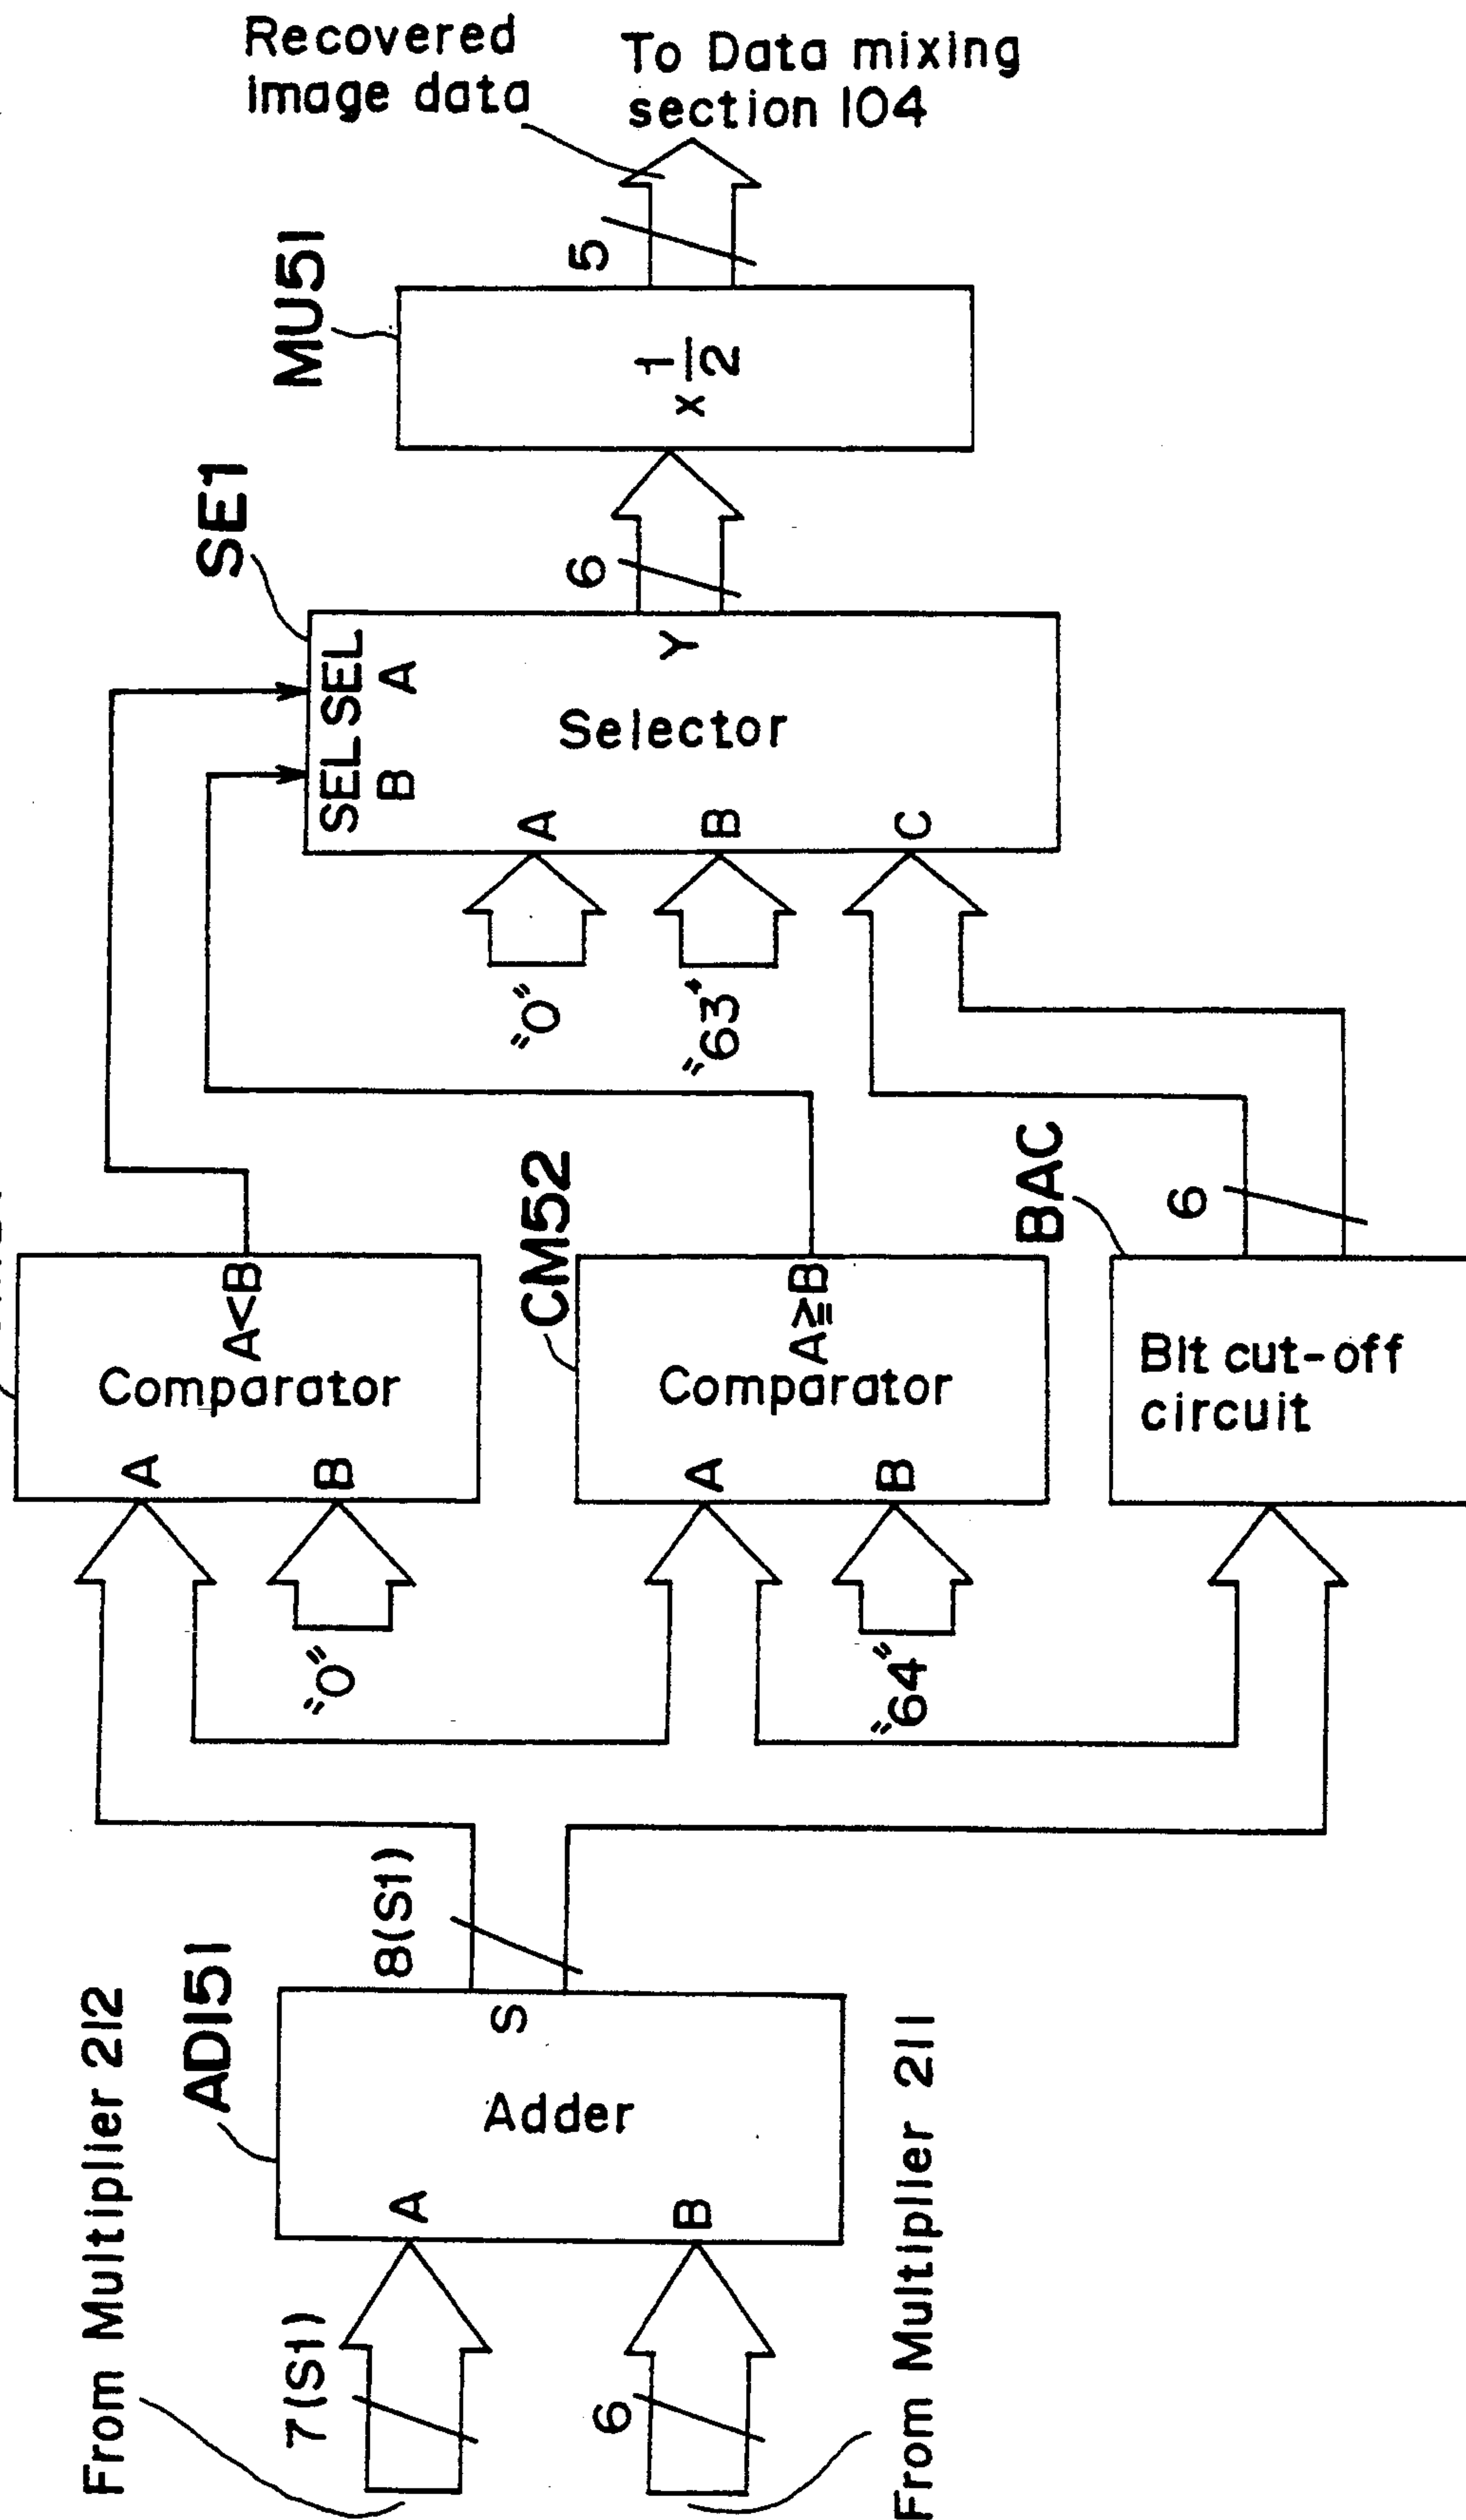 Recovered
image data
To Data mixing
section 104
5
MU51
× 1/2
SE1
6
SEL SEL
B A
Y
Selector
A
B
C
"0"
"63"
CM52
BAC
6
A<B
Comparator
A
B
A≧B
Comparator
A
B
Bit cut-off
circuit
"0"
"64"
8(S1)
AD151
S
Adder
A
B
From Multiplier 212
7(S1)
6
From Multiplier 211